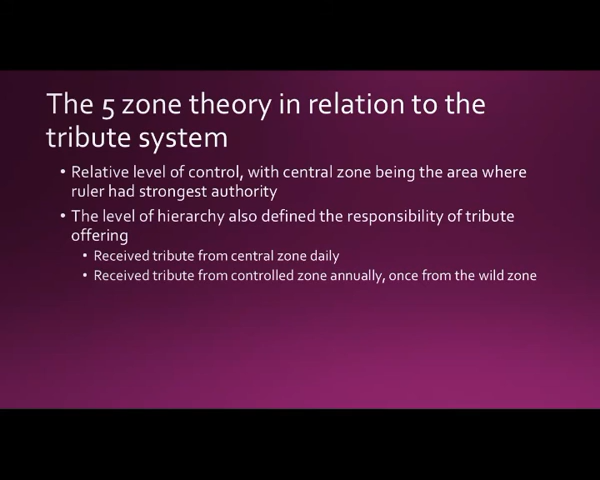 The 5 zone theory in relation to the
tribute system
• Relative level of control, with central zone being the area where
ruler had strongest authority
• The level of hierarchy also defined the responsibility of tribute
offering
• Received tribute from central zone daily
• Received tribute from controlled zone annually, once from the wild zone